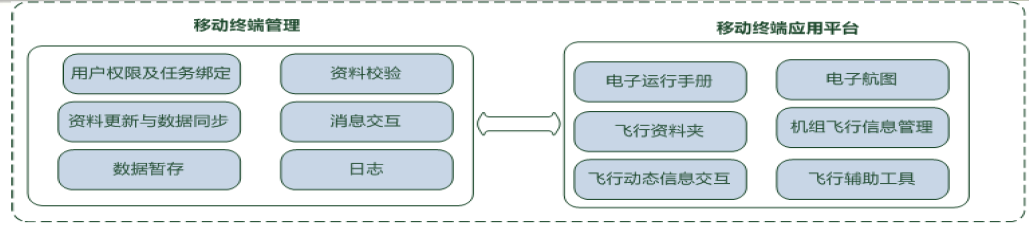 移动终端管理
用户权限及任务绑定
资料校验
资料更新与数据同步
消息交互
数据暂存
日志
移动终端应用平台
电子运行手册
电子航图
飞行资料夹
机组飞行信息管理
飞行动态信息交互
飞行辅助工具